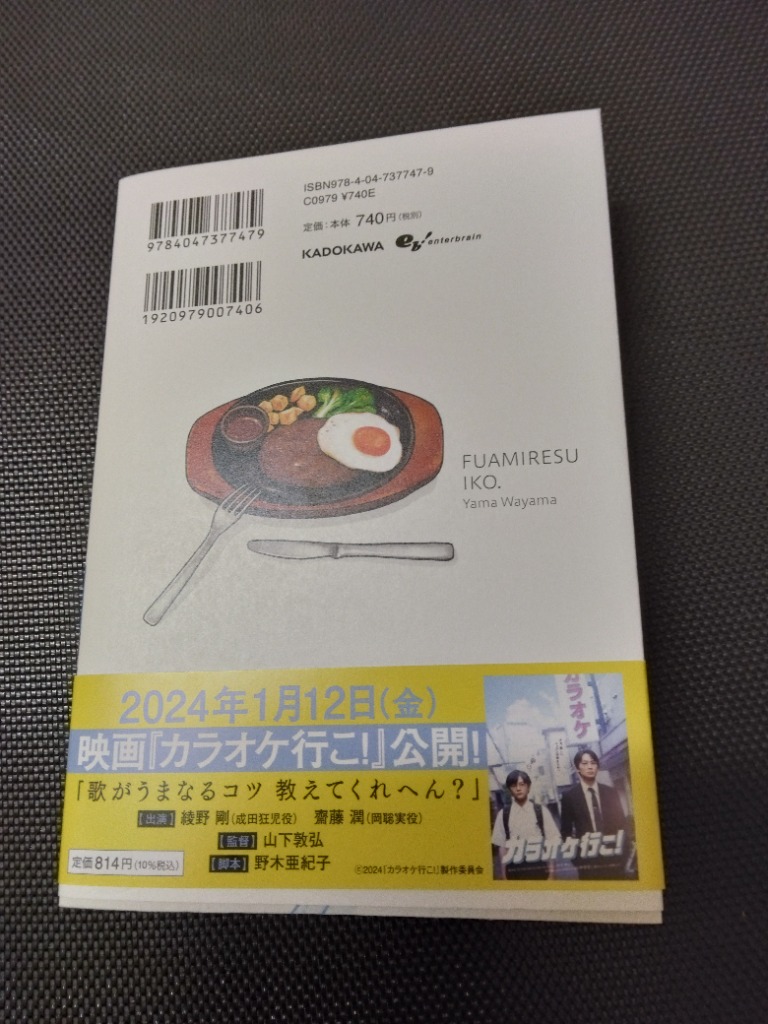 ISBN978-4-04-737747-9
C0979 ¥740E
定価:本体 740円(税別)
KADOKAWA eb! enterbrain
9784047377479
1920979007406
FUAMIRESU
IKO.
Yama Wayama
2024年1月12日(金)
映画『カラオケ行こ!』公開!
「歌がうまなるコツ 教えてくれへん?」
【出演】綾野 剛(成田狂児役) 齋藤 潤(岡聡実役)
【監督】山下敦弘
【脚本】野木亜紀子
定価814円(10%税込)
©2024『カラオケ行こ!』製作委員会
カラオケ
カラオケ行こ!